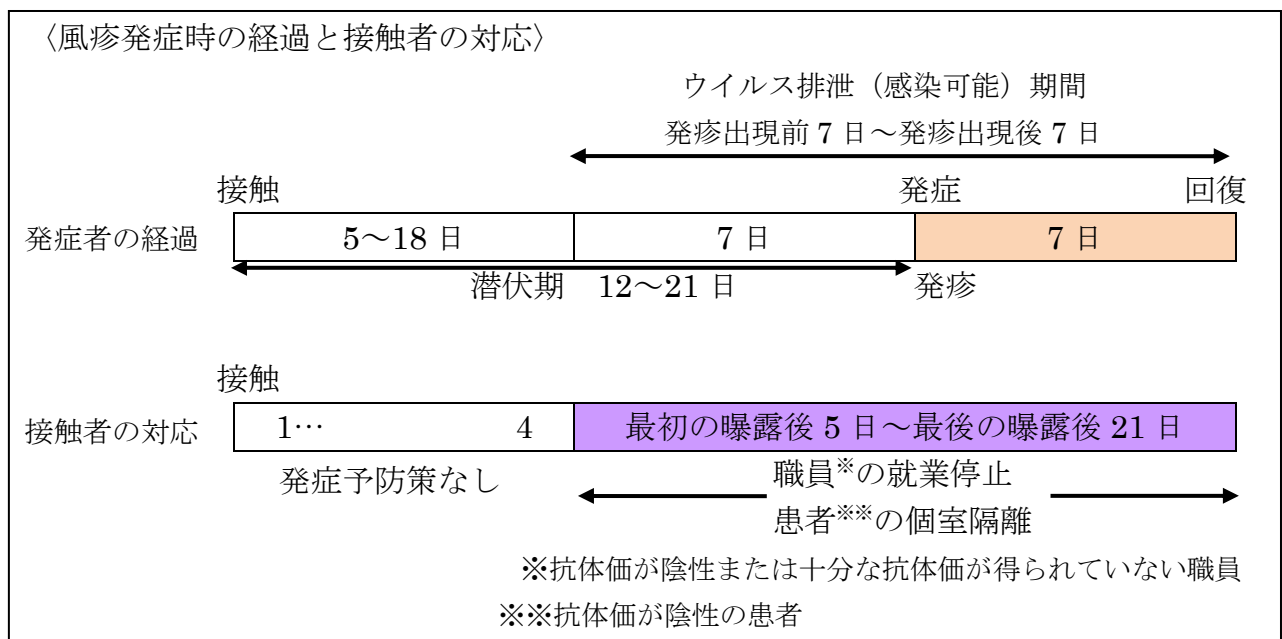 〈風疹発症時の経過と接触者の対応〉
ウイルス排泄（感染可能）期間
発疹出現前 7 日～発疹出現後 7 日
接触
発症
回復
発症者の経過
5～18 日
7 日
7 日
潜伏期 12～21 日
発疹
接触
接触者の対応
1… 4
最初の曝露後 5 日～最後の曝露後 21 日
発症予防策なし
職員※の就業停止
患者※※の個室隔離
※抗体価が陰性または十分な抗体価が得られていない職員
※※抗体価が陰性の患者